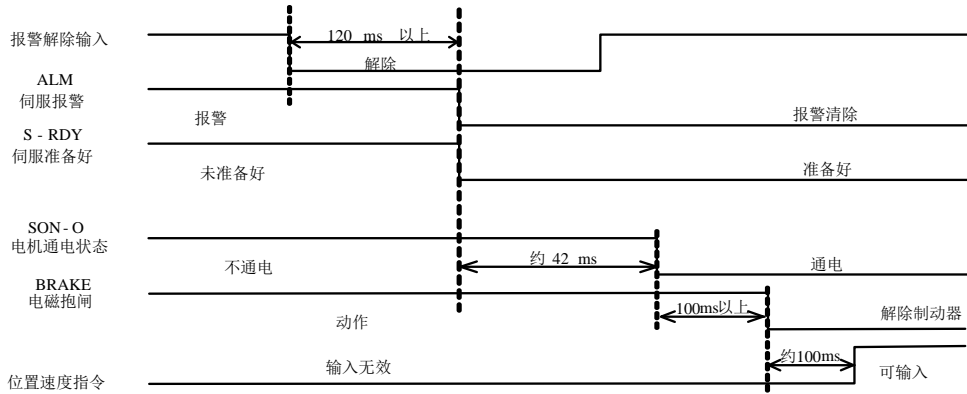 报警解除输入
120 ms 以上
解除
ALM
伺服报警
报警
报警清除
S - RDY
伺服准备好
未准备好
准备好
SON - O
电机通电状态
不通电
约 42 ms
通电
BRAKE
电磁抱闸
100ms以上
动作
解除制动器
输入无效
约100ms
可输入
位置速度指令